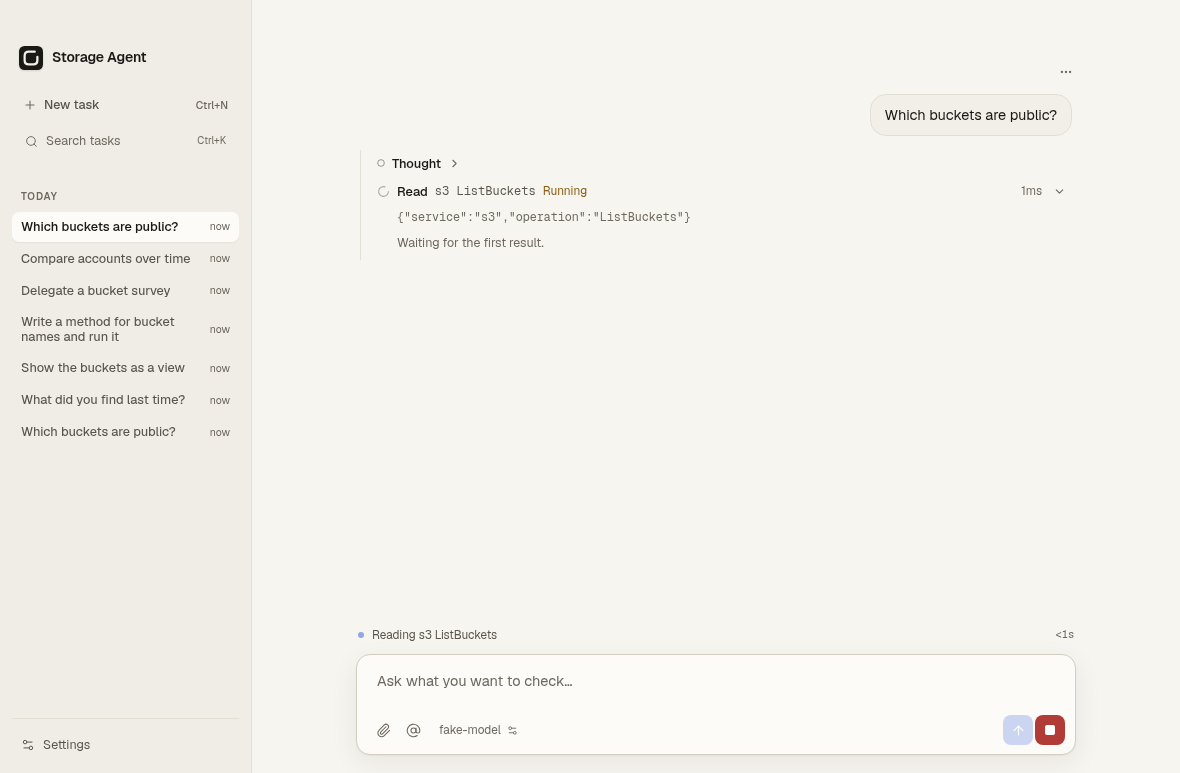 Storage Agent
New task Ctrl+N
Search tasks Ctrl+K
TODAY
Which buckets are public? now
Compare accounts over time now
Delegate a bucket survey now
Write a method for bucket
names and run it now
Show the buckets as a view now
What did you find last time? now
Which buckets are public? now
Settings
Which buckets are public?
Thought
Read s3 ListBuckets Running 1ms
{"service":"s3","operation":"ListBuckets"}
Waiting for the first result.
Reading s3 ListBuckets <1s
Ask what you want to check…
fake-model